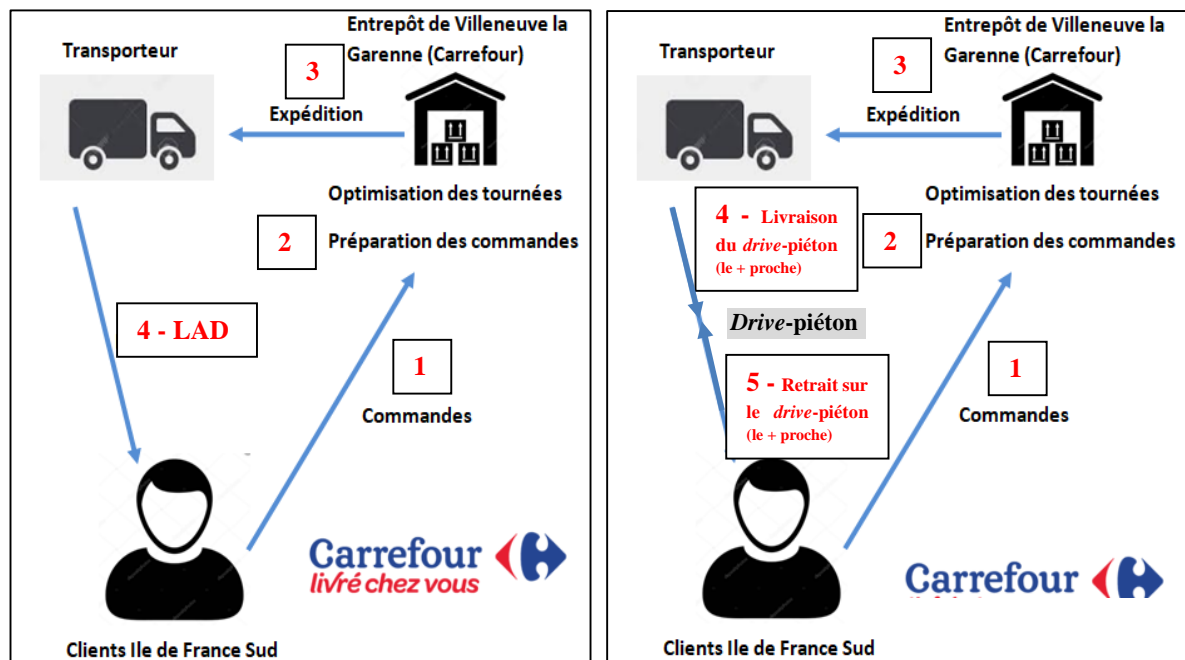 Entrepôt de Villeneuve la
Garenne (Carrefour)
Transporteur
3
Expédition
Optimisation des tournées
2
Préparation des commandes
4 - LAD
1
Commandes
Carrefour
livré chez vous
Clients Ile de France Sud
Entrepôt de Villeneuve la
Garenne (Carrefour)
Transporteur
3
Expédition
Optimisation des tournées
4 - Livraison
du drive-piéton
(le + proche)
2
Préparation des commandes
Drive-piéton
5 - Retrait sur
le drive-piéton
(le + proche)
1
Commandes
Carrefour
Clients Ile de France Sud